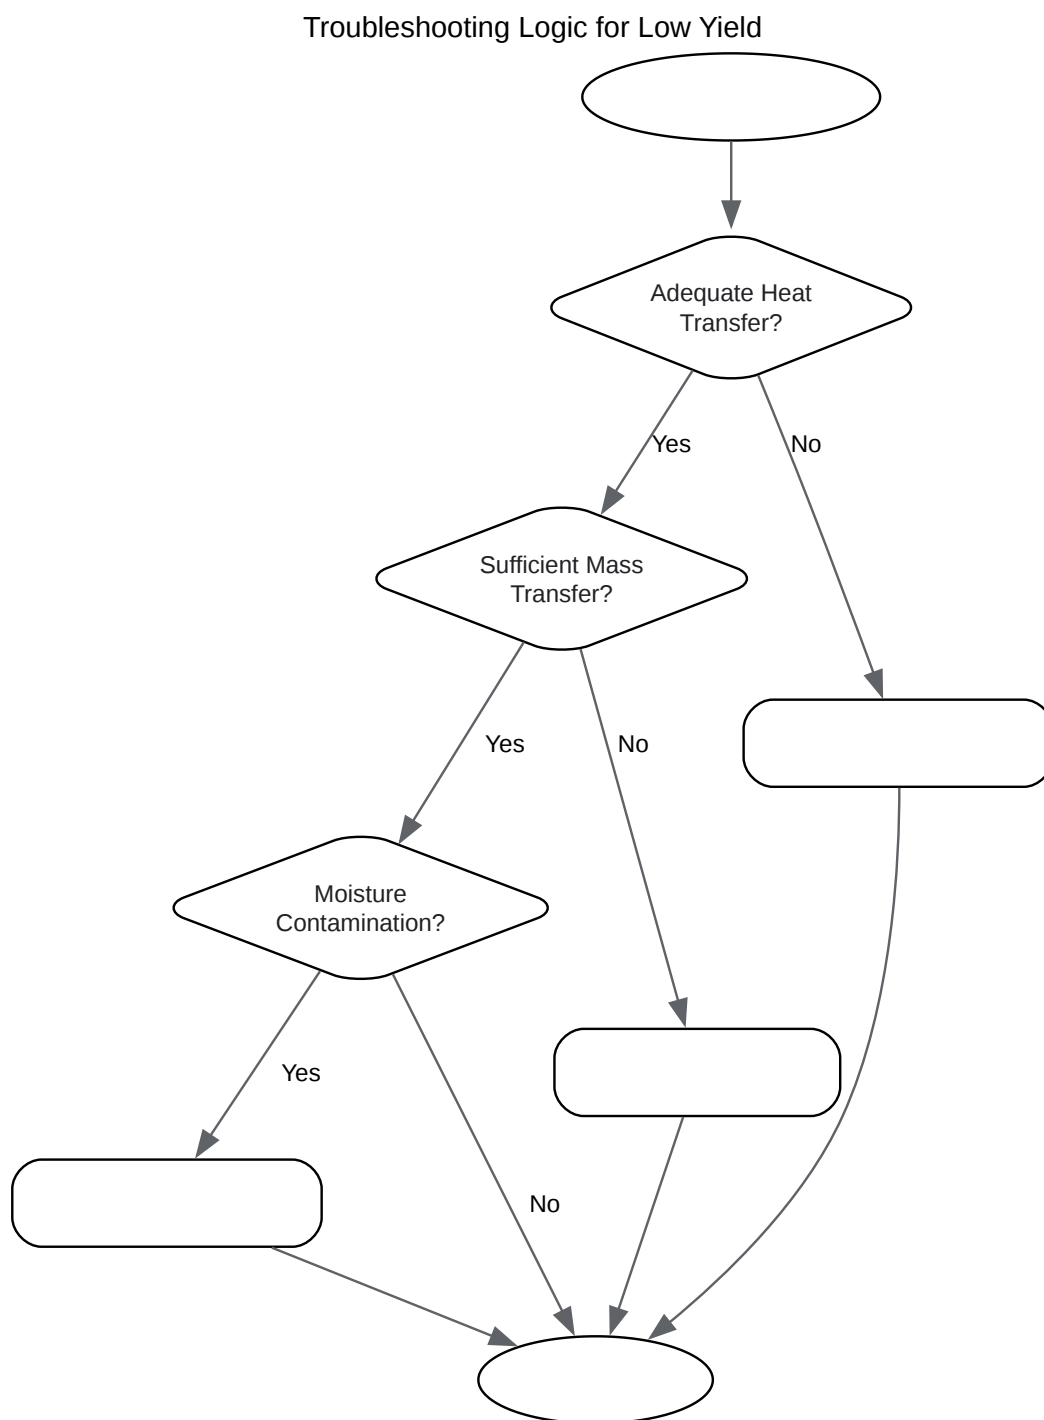 Troubleshooting Logic for Low Yield
Adequate Heat
Transfer?
Yes
No
Sufficient Mass
Transfer?
Yes
No
Moisture
Contamination?
Yes
No